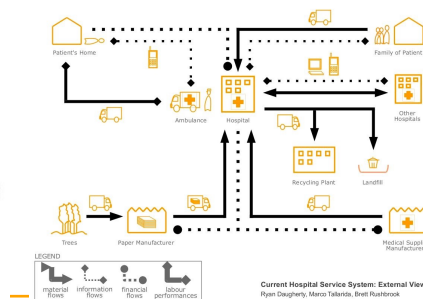 Patient's Home
Family of Patient
Ambulance
Hospital
Other
Hospitals
Recycling Plant
Landfill
Trees
Paper Manufacturer
Medical Supply
Manufacturer
LEGEND
material
flows
information
flows
financial
flows
labour
performances
Current Hospital Service System: External View
Ryan Daugherty, Marco Tallarida, Brett Rushbrook